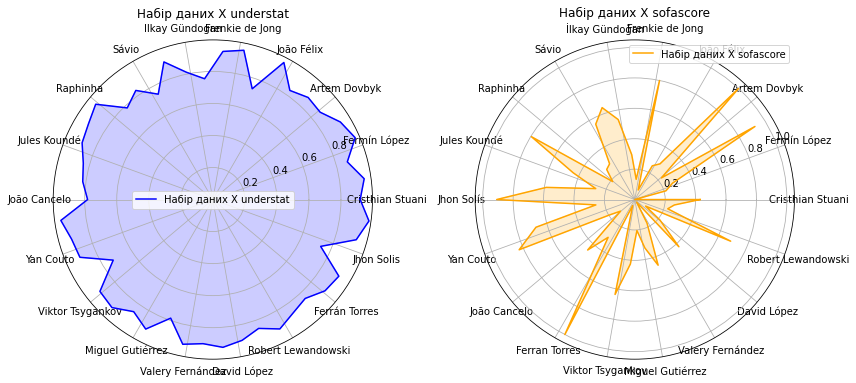 Набір даних X understat
Ilkay Gündogan
Frenkie de Jong
Sávio
João Félix
Raphinha
Artem Dovbyk
Jules Koundé
Fermín López
João Cancelo
Cristhian Stuani
Yan Couto
Jhon Solis
Viktor Tsygankov
Ferrán Torres
Miguel Gutiérrez
Robert Lewandowski
Valery Fernández
David López
0.2
0.4
0.6
0.8
Набір даних X understat
Набір даних X sofascore
İlkay Gündoğan
Frenkie de Jong
Sávio
João Félix
Raphinha
Artem Dovbyk
Jules Koundé
Fermín López
Jhon Solís
Cristhian Stuani
Yan Couto
Robert Lewandowski
João Cancelo
David López
Ferran Torres
Valery Fernández
Viktor Tsygankov
Miguel Gutiérrez
0.2
0.4
0.6
0.8
1.0
Набір даних X sofascore